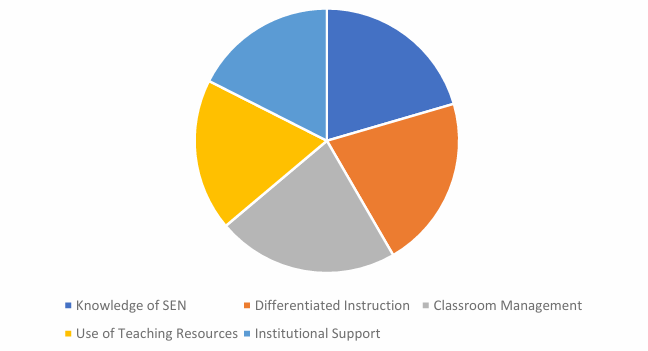 Knowledge of SEN Differentiated Instruction Classroom Management
Use of Teaching Resources Institutional Support